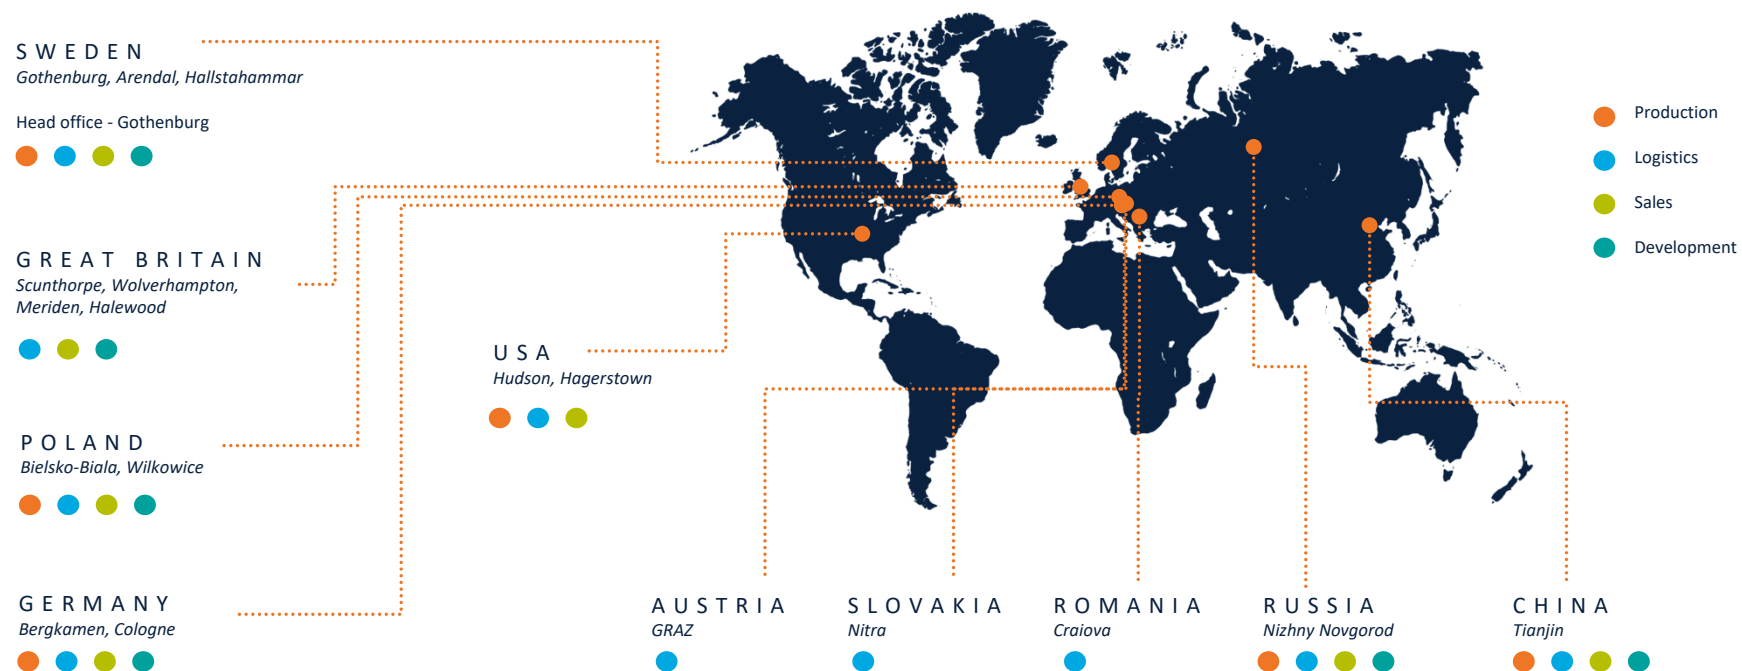 SWEDEN
Gothenburg, Arendal, Hallstahammar
Head office - Gothenburg
GREAT BRITAIN
Scunthorpe, Wolverhampton,
Meriden, Halewood
POLAND
Bielsko-Biala, Wilkowice
GERMANY
Bergkamen, Cologne
USA
Hudson, Hagerstown
AUSTRIA
GRAZ
SLOVAKIA
Nitra
ROMANIA
Craiova
RUSSIA
Nizhny Novgorod
CHINA
Tianjin
Production
Logistics
Sales
Development